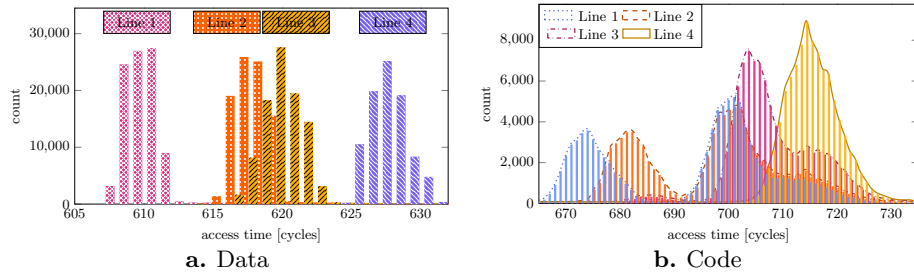 Line 1
Line 2
Line 3
Line 4
30,000
20,000
10,000
0
count
605
610
615
620
625
630
access time [cycles]
a. Data
Line 1
Line 2
Line 3
Line 4
8,000
6,000
4,000
2,000
0
count
670
680
690
700
710
720
730
access time [cycles]
b. Code